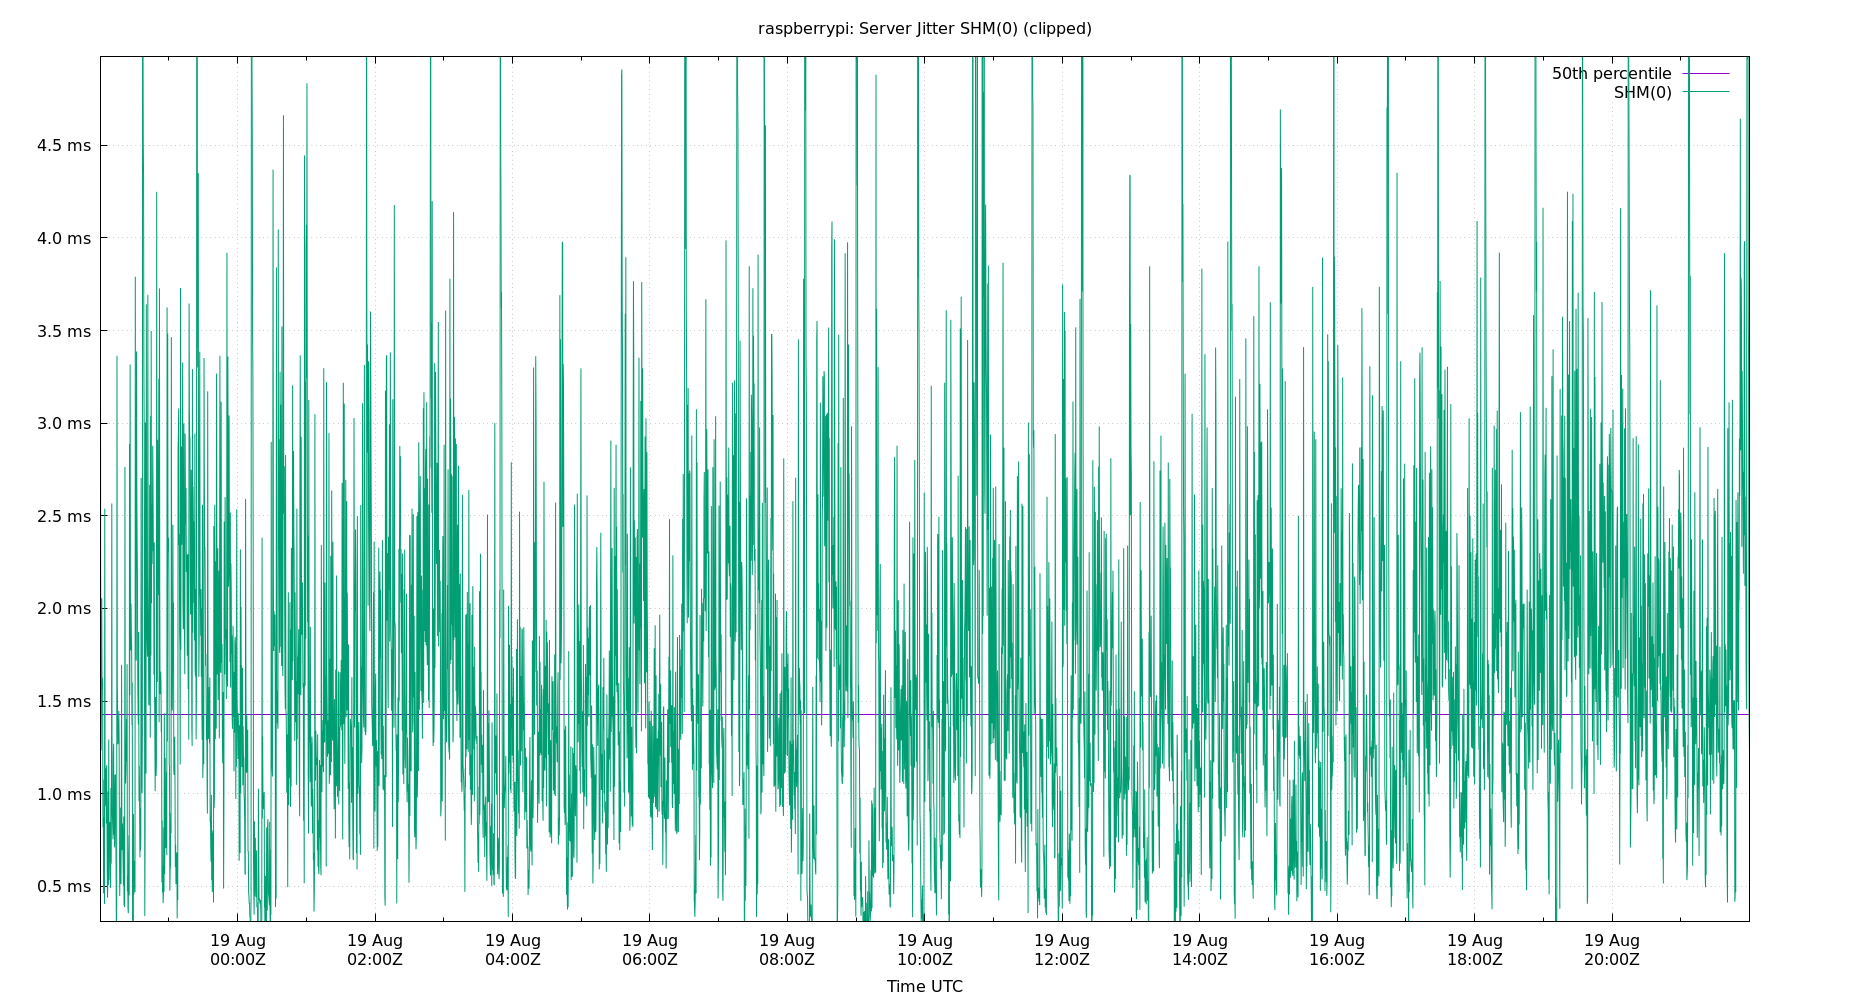 raspberrypi: Server Jitter SHM(0) (clipped)
50th percentile
SHM(0)
4.5 ms
4.0 ms
3.5 ms
3.0 ms
2.5 ms
2.0 ms
1.5 ms
1.0 ms
0.5 ms
19 Aug 19 Aug 19 Aug 19 Aug 19 Aug 19 Aug 19 Aug 19 Aug 19 Aug 19 Aug 19 Aug
00:00Z 02:00Z 04:00Z 06:00Z 08:00Z 10:00Z 12:00Z 14:00Z 16:00Z 18:00Z 20:00Z
Time UTC